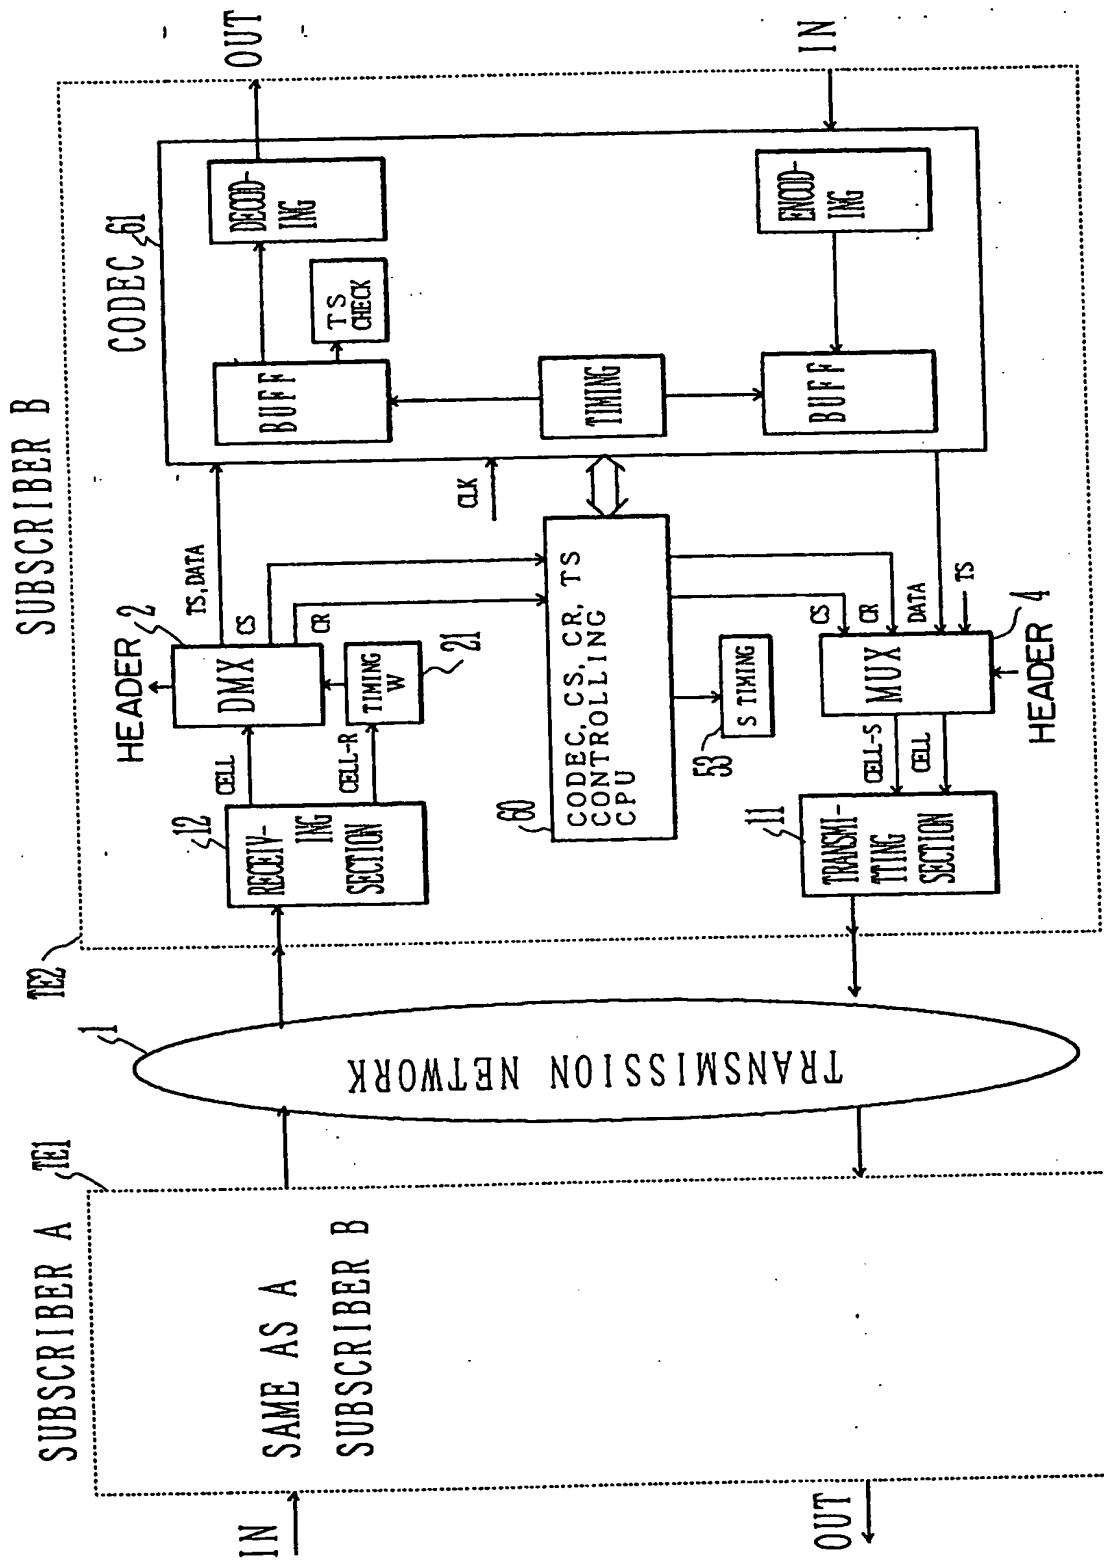 SUBSCRIBER A
TE1
IN
SAME AS A
SUBSCRIBER B
OUT
1
TRANSMISSION NETWORK
SUBSCRIBER B
TE2
12
RECEIV-
ING
SECTION
CELL
CELL-R
HEADER
2
DMX
TIMING
W
21
TS,DATA
CS
CR
60
CODEC, CS, CR, TS
CONTROLLING
CPU
CLK
53
S TIMING
11
TRANSMI-
TTING
SECTION
CELL-S
CELL
MUX
4
HEADER
CS
CR
DATA
TS
CODEC 61
BUFF
TS
CHECK
DECOD-
ING
TIMING
BUFF
ENCOD-
ING
OUT
IN